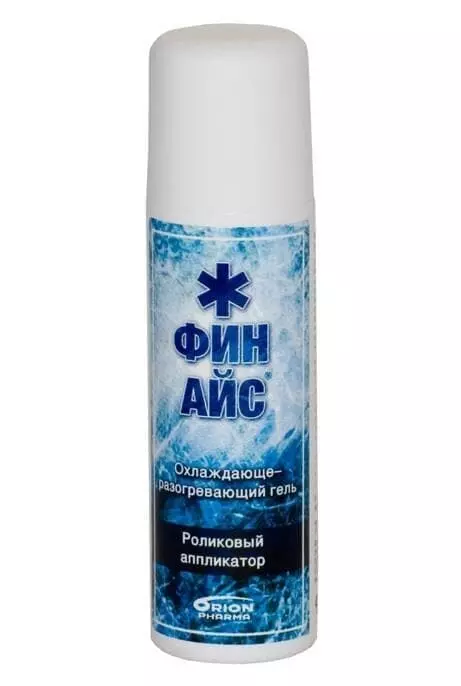 ФИН
АЙС®
Охлаждающе-
разогревающий гель
Роликовый
аппликатор
ORION
PHARMA